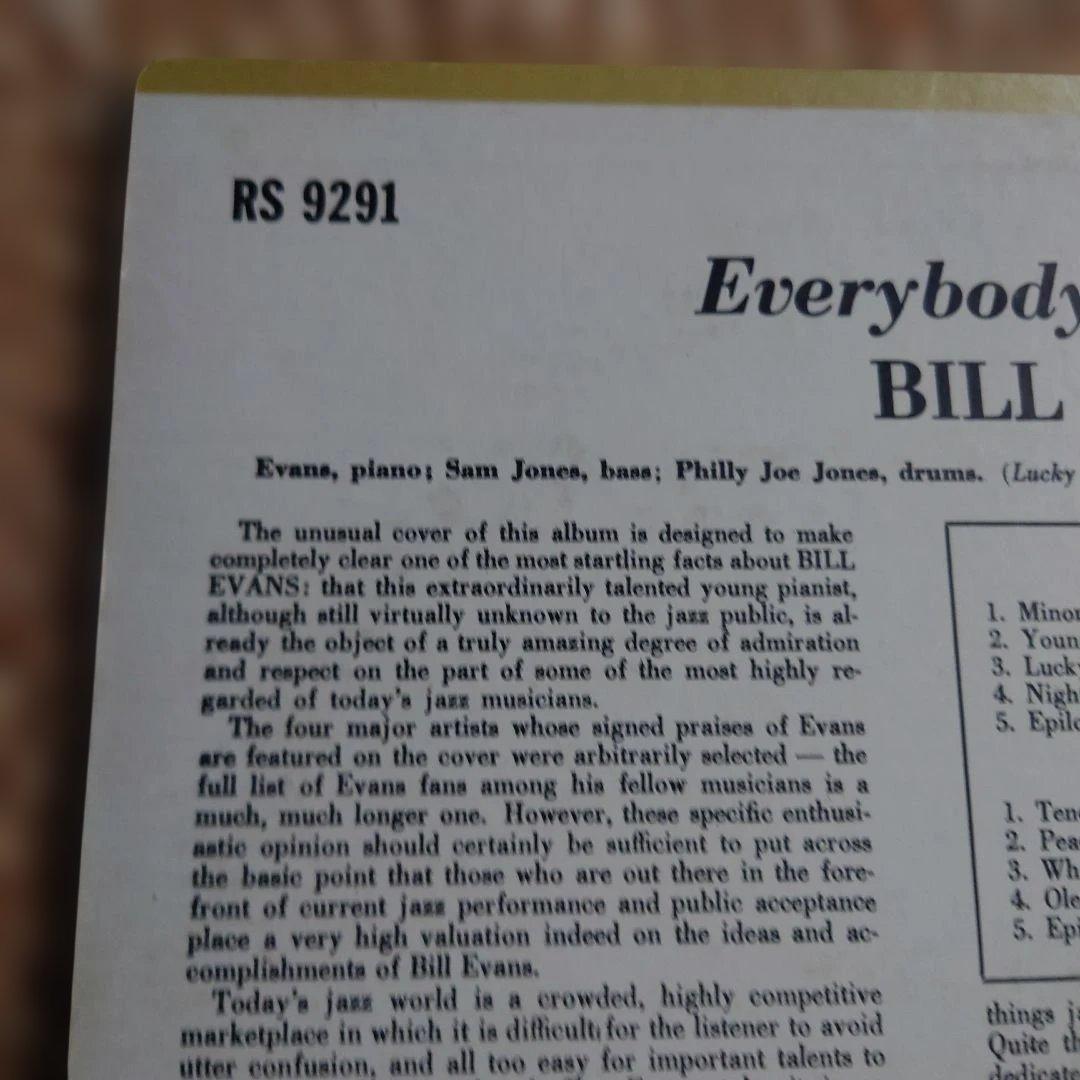 RS 9291
Everybody
BILL
Evans, piano; Sam Jones, bass; Philly Joe Jones, drums. (Lucky
The unusual cover of this album is designed to make
completely clear one of the most startling facts about BILL
EVANS: that this extraordinarily talented young pianist,
although still virtually unknown to the jazz public, is al-
ready the object of a truly amazing degree of admiration
and respect on the part of some of the most highly re-
garded of today's jazz musicians.
The four major artists whose signed praises of Evans
are featured on the cover were arbitrarily selected — the
full list of Evans fans among his fellow musicians is a
much, much longer one. However, these specific enthusi-
astic opinion should certainly be sufficient to put across
the basic point that those who are out there in the fore-
front of current jazz performance and public acceptance
place a very high valuation indeed on the ideas and ac-
complishments of Bill Evans.
Today's jazz world is a crowded, highly competitive
marketplace in which it is difficult for the listener to avoid
utter confusion, and all too easy for important talents to
1. Minor
2. Youn
3. Lucky
4. Nigh
5. Epilo
1. Tene
2. Pea
3. Wh
4. Ole
5. Epi
things ja
Quite th
dedicate